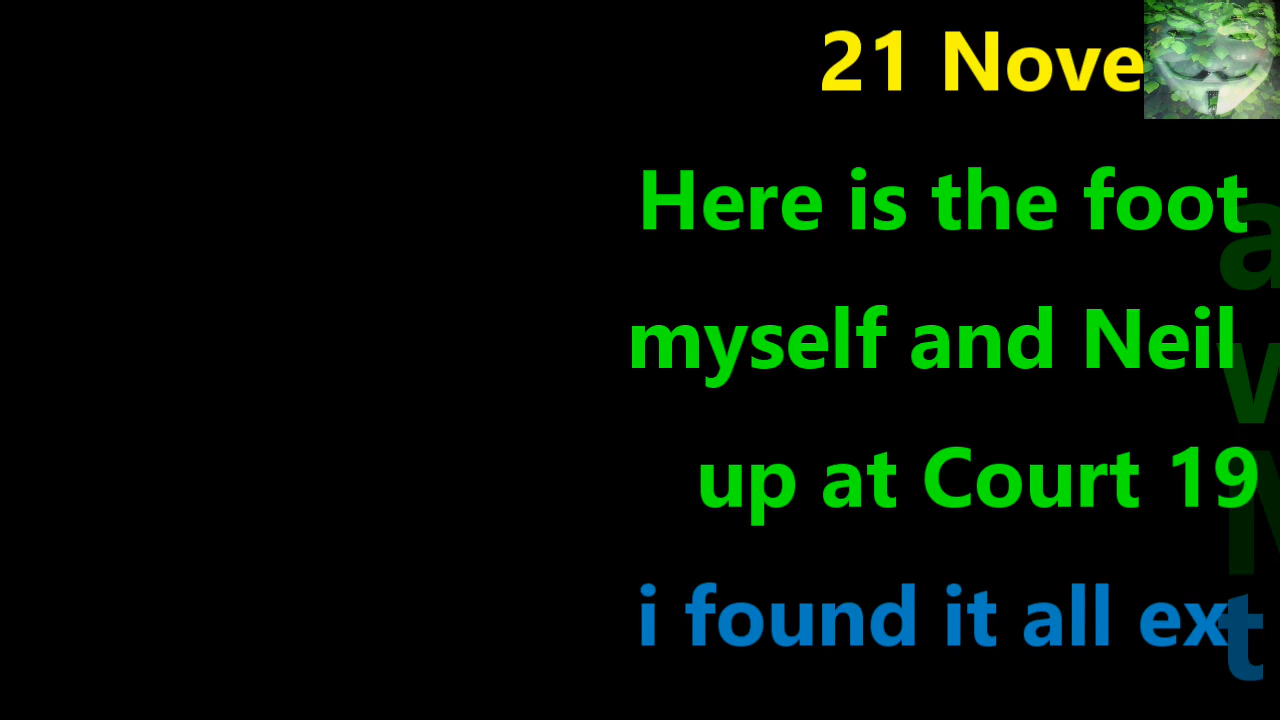 21 Nove
Here is the foot
myself and Neil
up at Court 19
i found it all ex